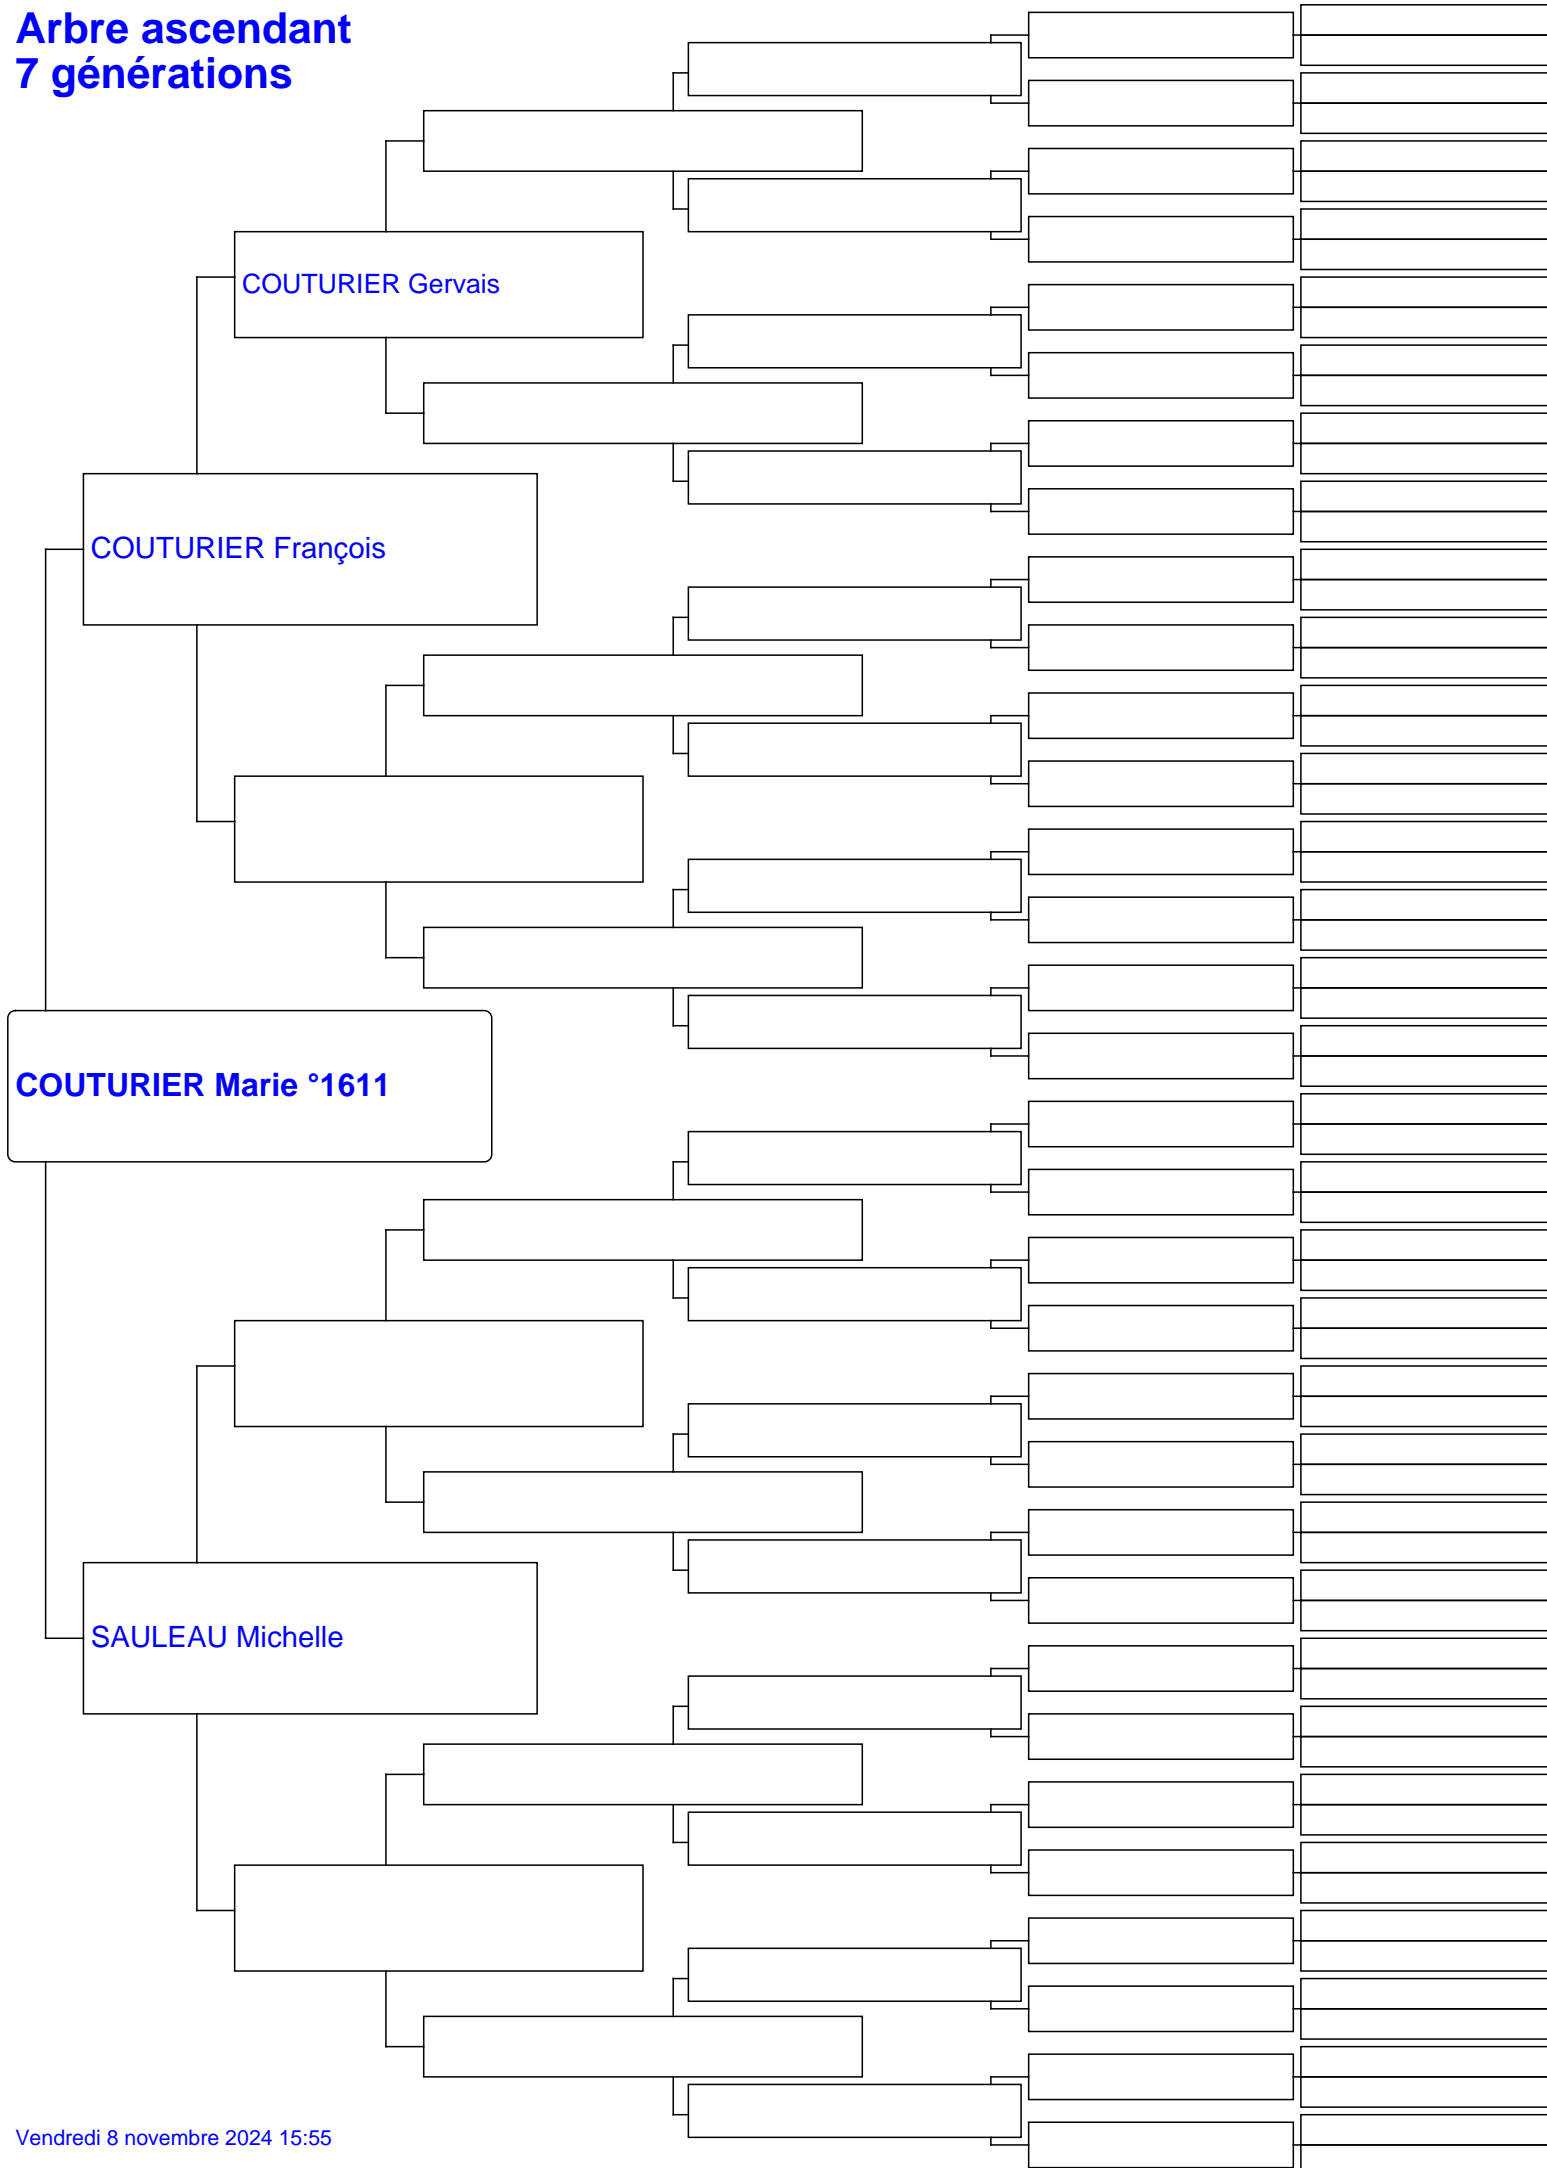 Arbre ascendant
7 générations
COUTURIER Gervais
COUTURIER François
COUTURIER Marie °1611
SAULEAU Michelle
Vendredi 8 novembre 2024 15:55